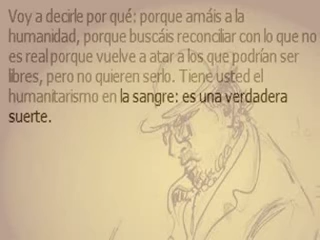 Voy a decirle por qué: porque amáis a la
humanidad, porque buscáis reconciliar con lo que no
es real porque vuelve a atar a los que podrían ser
libres, pero no quieren serlo. Tiene usted el
humanitarismo en la sangre: es una verdadera
suerte.